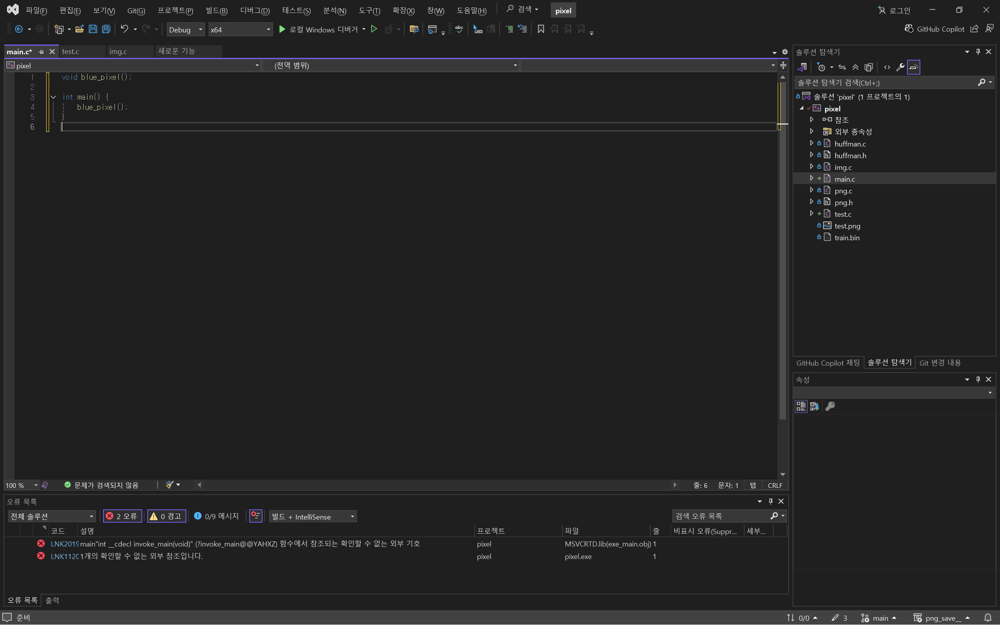 파일(F) 편집(E) 보기(V) Git(G) 프로젝트(P) 빌드(B) 디버그(D) 테스트(S) 분석(N) 도구(T) 확장(X) 창(W) 도움말(H) 검색 pixel 로그인
Debug x64 로컬 Windows 디버거 abc GitHub Copilot
main.c* test.c img.c 새로운 기능
pixel (전역 범위)
1 void blue_pixel();
2
3 int main() {
4 blue_pixel();
5 }
6
100 % 문제가 검색되지 않음 줄: 6 문자: 1 탭 CRLF
오류 목록
전체 솔루션 2 오류 0 경고 0/9 메시지 빌드 + IntelliSense 검색 오류 목록
코드 설명 프로젝트 파일 줄 비표시 오류(Suppr... 세부...
LNK2019 main"int __cdecl invoke_main(void)" (?invoke_main@@YAHXZ) 함수에서 참조되는 확인할 수 없는 외부 기호 pixel MSVCRTD.lib(exe_main.obj) 1
LNK1120 1개의 확인할 수 없는 외부 참조입니다. pixel pixel.exe 1
오류 목록 출력
솔루션 탐색기
솔루션 탐색기 검색(Ctrl+;)
솔루션 'pixel' (1 프로젝트의 1)
pixel
참조
외부 종속성
huffman.c
huffman.h
img.c
main.c
png.c
png.h
test.c
test.png
train.bin
GitHub Copilot 채팅 솔루션 탐색기 Git 변경 내용
속성
준비 0/0 3 main png_save__